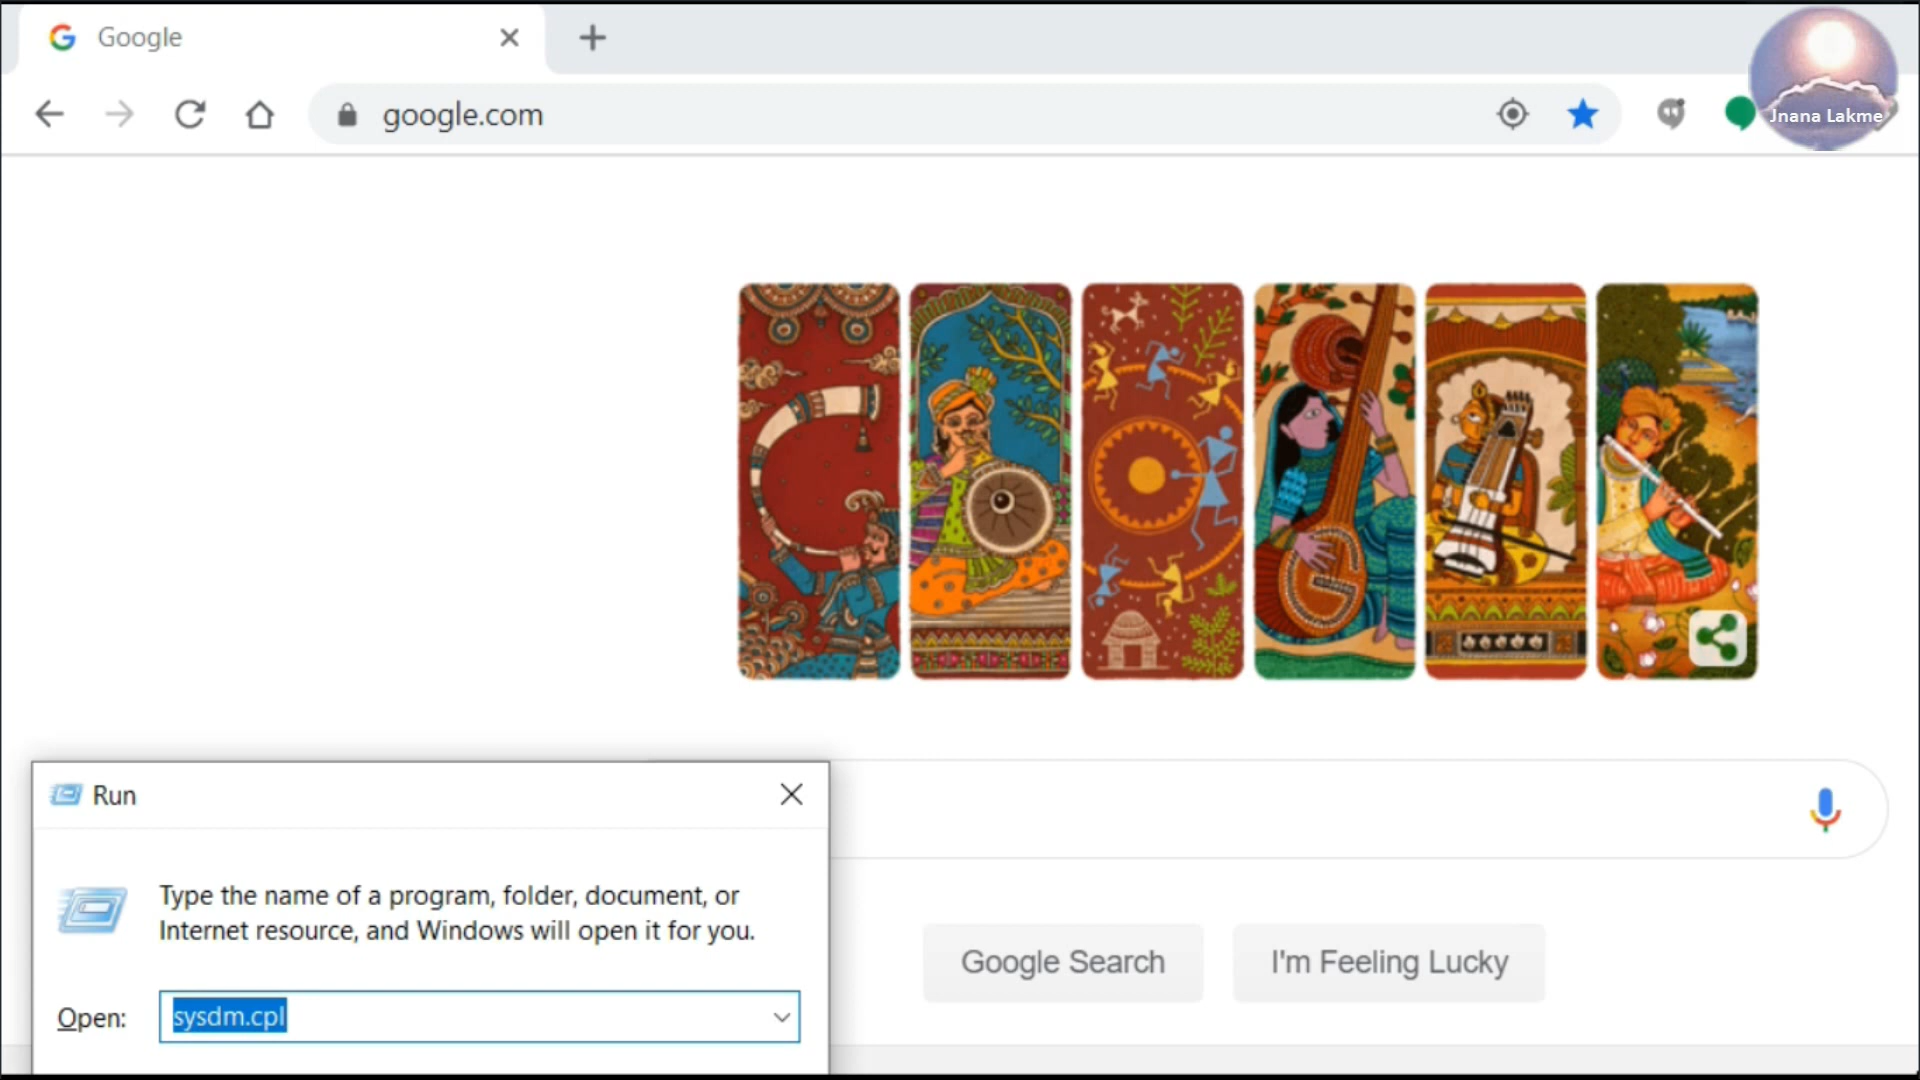 Google
google.com
Jnana Lakme
Run
Type the name of a program, folder, document, or
Internet resource, and Windows will open it for you.
Open:
sysdm.cpl
Google Search
I'm Feeling Lucky